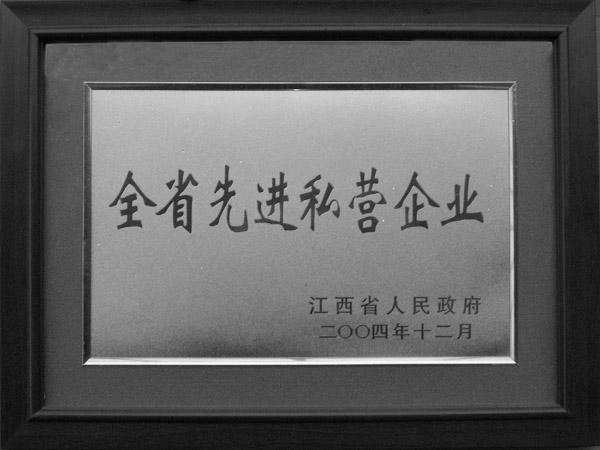 全省先进私营企业
江西省人民政府
二〇〇四年十二月